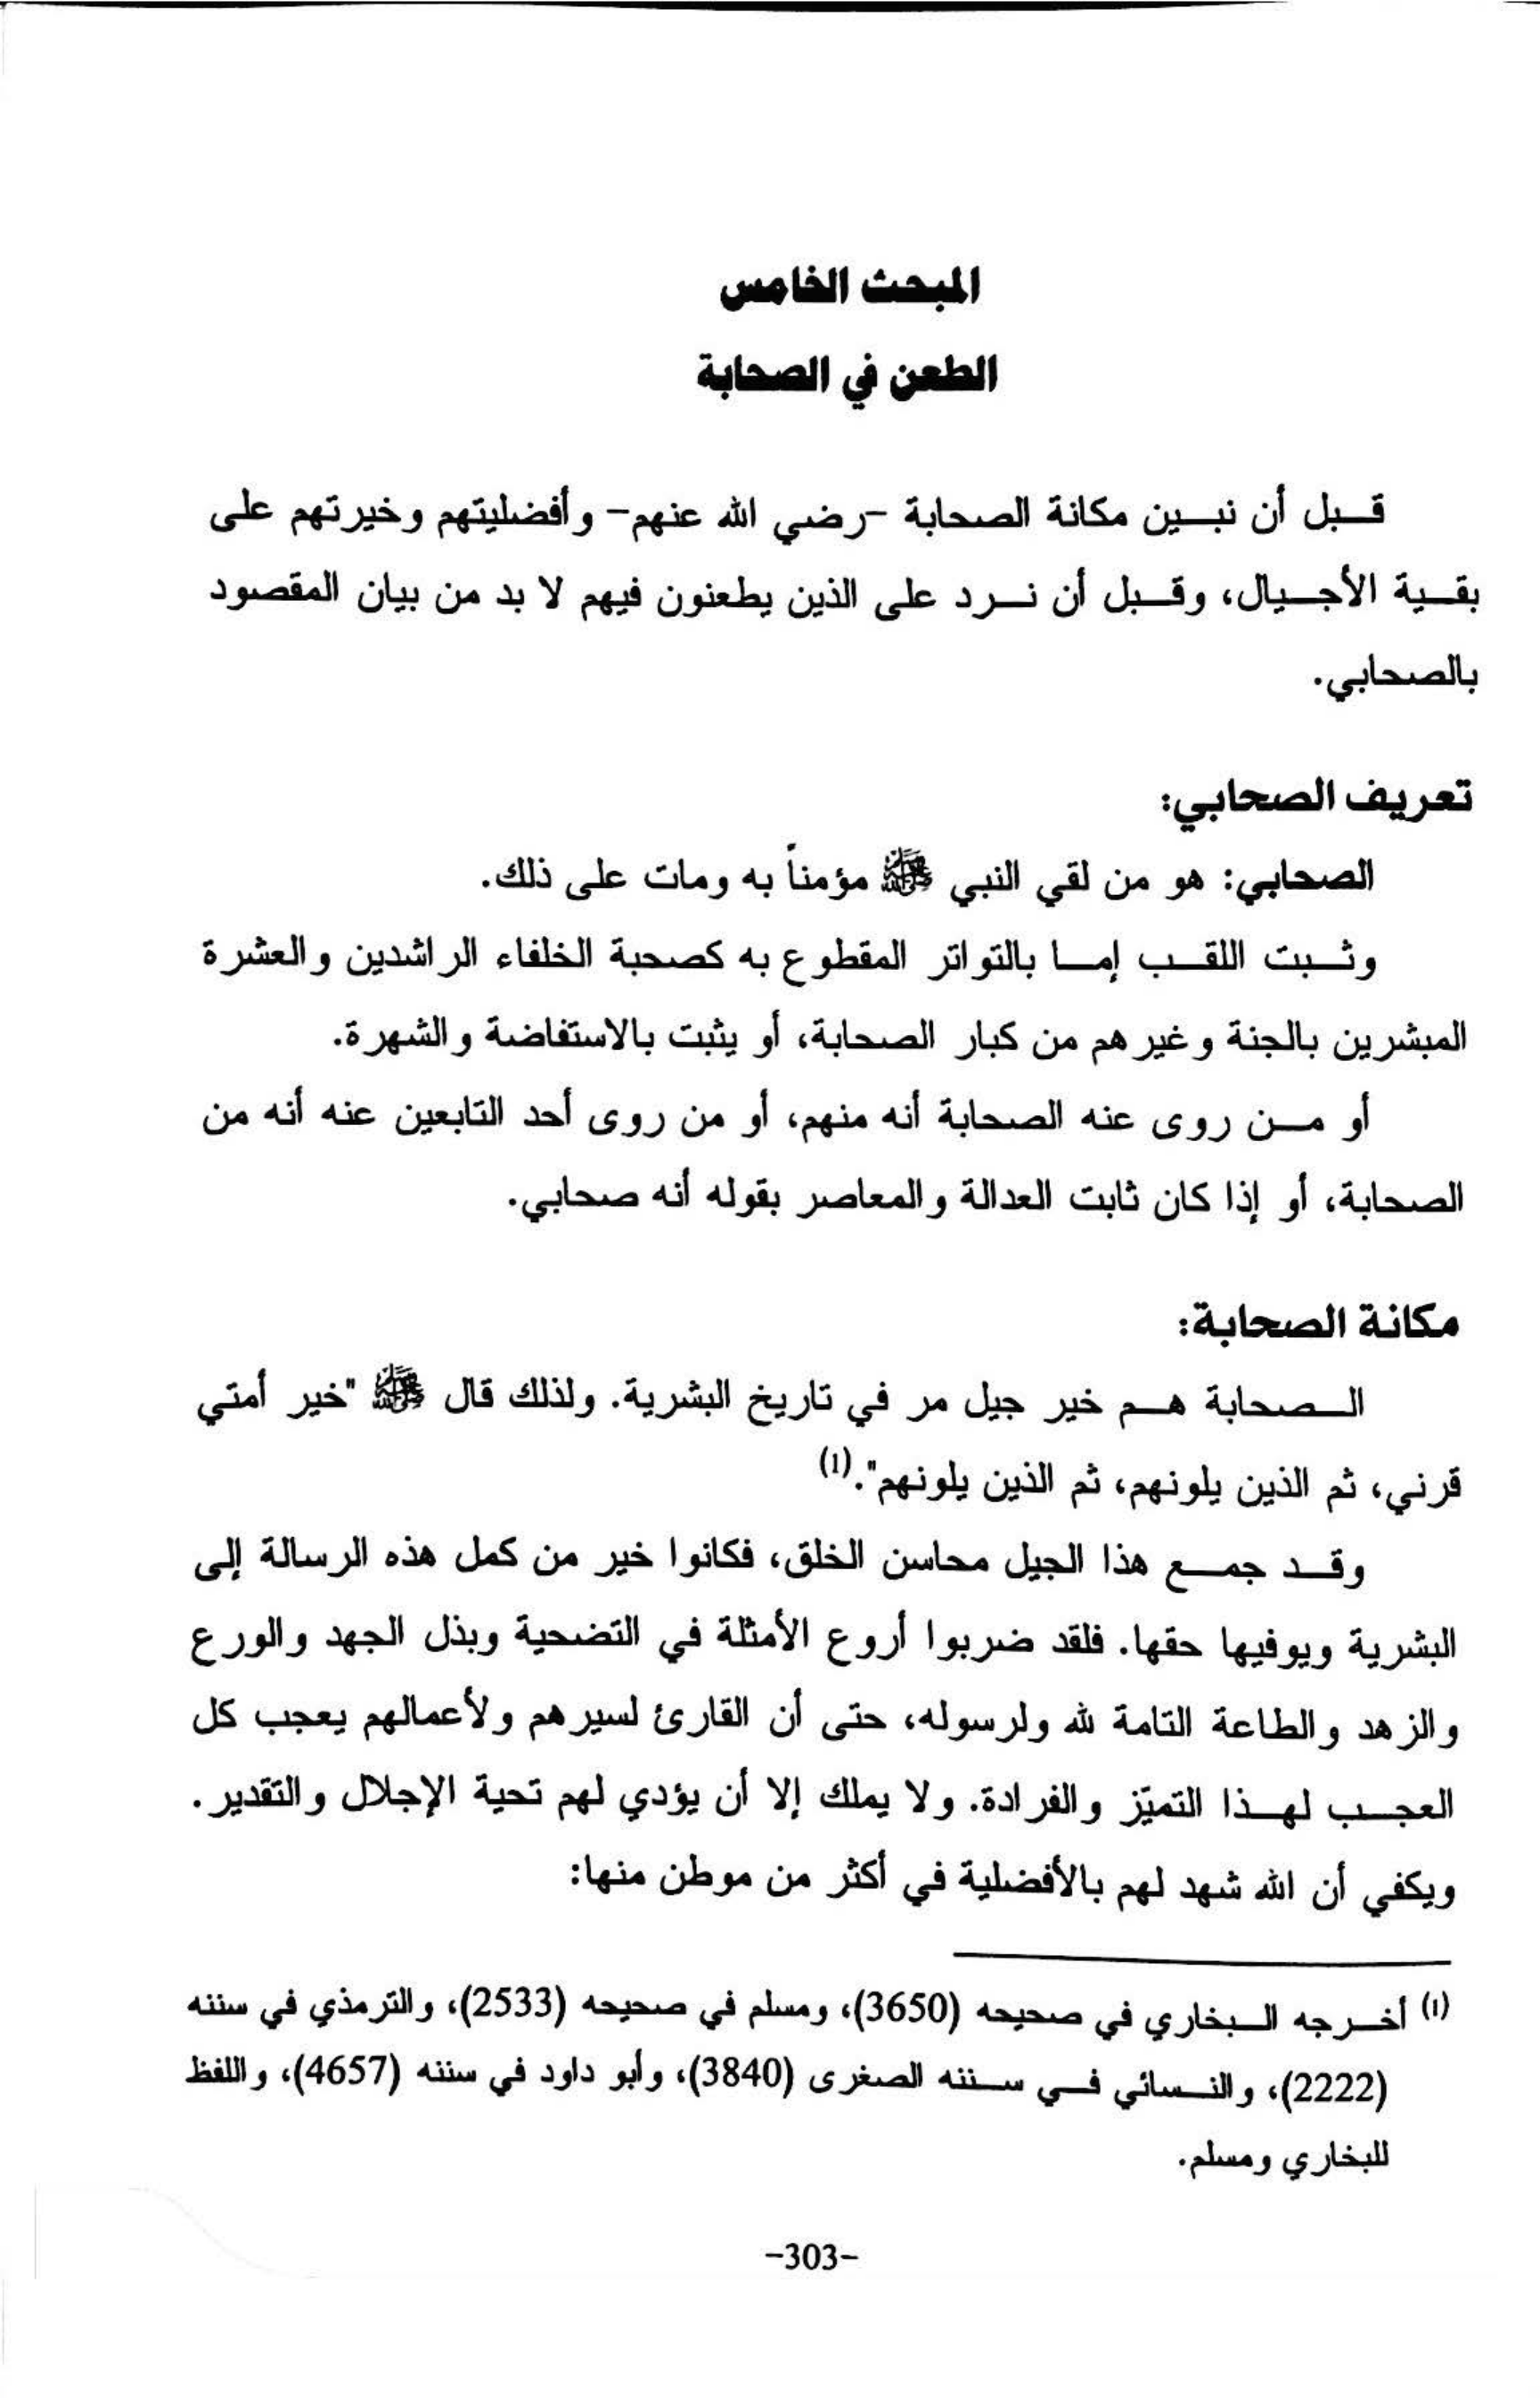 المبحث الخامس
الطعن في الصحابة
قبل أن نبين مكانة الصحابة -رضي الله عنهم- وأفضليتهم وخيرتهم على
بقية الأجيال، وقبل أن نرد على الذين يطعنون فيهم لا بد من بيان المقصود
بالصحابي.
تعريف الصحابي:
الصحابي: هو من لقي النبي ﷺ مؤمناً به ومات على ذلك.
وثبت اللقب إما بالتواتر المقطوع به كصحبة الخلفاء الراشدين والعشرة
المبشرين بالجنة وغيرهم من كبار الصحابة، أو يثبت بالاستفاضة والشهرة.
أو من روى عنه الصحابة أنه منهم، أو من روى أحد التابعين عنه أنه من
الصحابة، أو إذا كان ثابت العدالة والمعاصر بقوله أنه صحابي.
مكانة الصحابة:
الصحابة هم خير جيل مر في تاريخ البشرية. ولذلك قال ﷺ "خير أمتي
قرني، ثم الذين يلونهم، ثم الذين يلونهم".(1)
وقد جمع هذا الجيل محاسن الخلق، فكانوا خير من كمل هذه الرسالة إلى
البشرية ويوفيها حقها. فلقد ضربوا أروع الأمثلة في التضحية وبذل الجهد والورع
والزهد والطاعة التامة لله ولرسوله، حتى أن القارئ لسيرهم ولأعمالهم يعجب كل
العجب لهذا التميّز والفرادة. ولا يملك إلا أن يؤدي لهم تحية الإجلال والتقدير.
ويكفي أن الله شهد لهم بالأفضلية في أكثر من موطن منها:
(1) أخرجه البخاري في صحيحه (3650)، ومسلم في صحيحه (2533)، والترمذي في سننه
(2222)، والنسائي في سننه الصغرى (3840)، وأبو داود في سننه (4657)، واللفظ
للبخاري ومسلم.
-303-